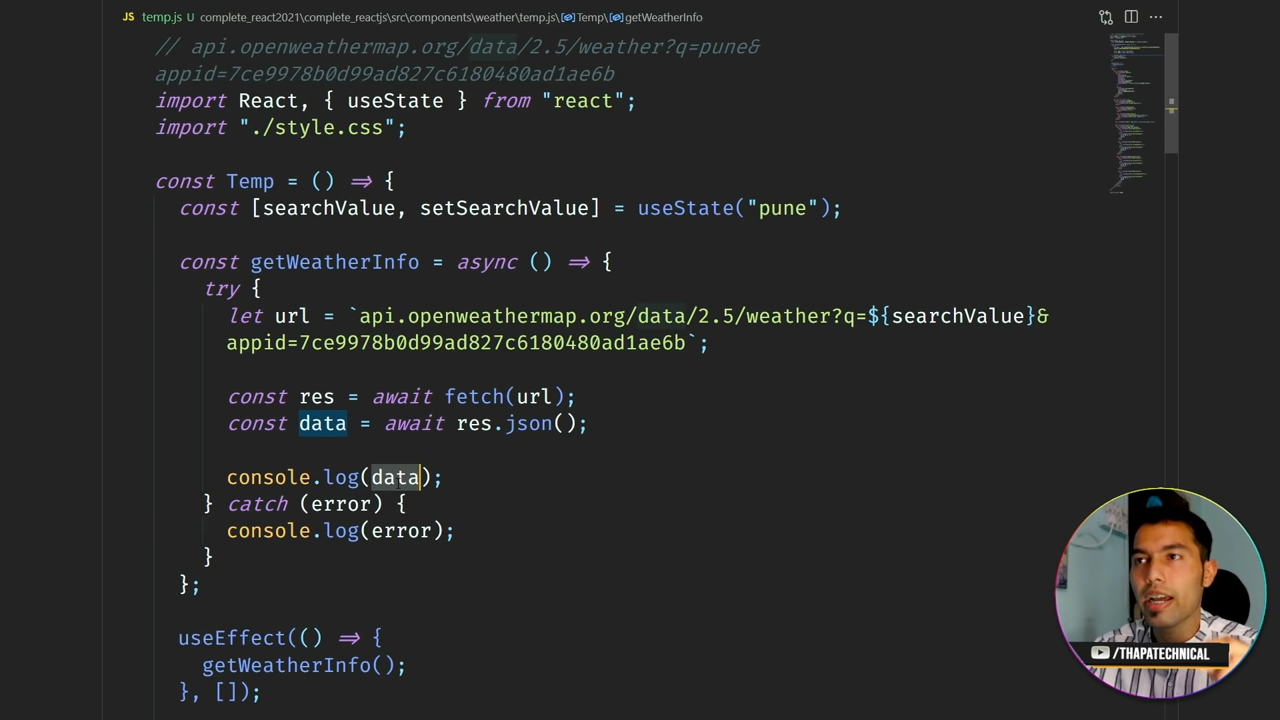 JS temp.js U complete_react2021\complete_reactjs\src\components\weather\temp.js\Temp\getWeatherInfo
// api.openweathermap.org/data/2.5/weather?q=pune&
appid=7ce9978b0d99ad827c6180480ad1ae6b
import React, { useState } from "react";
import "./style.css";
const Temp = () => {
const [searchValue, setSearchValue] = useState("pune");
const getWeatherInfo = async () => {
try {
let url = `api.openweathermap.org/data/2.5/weather?q=${searchValue}&
appid=7ce9978b0d99ad827c6180480ad1ae6b`;
const res = await fetch(url);
const data = await res.json();
console.log(data);
} catch (error) {
console.log(error);
}
};
useEffect(() => {
getWeatherInfo();
}, []);
/THAPATECHNICAL